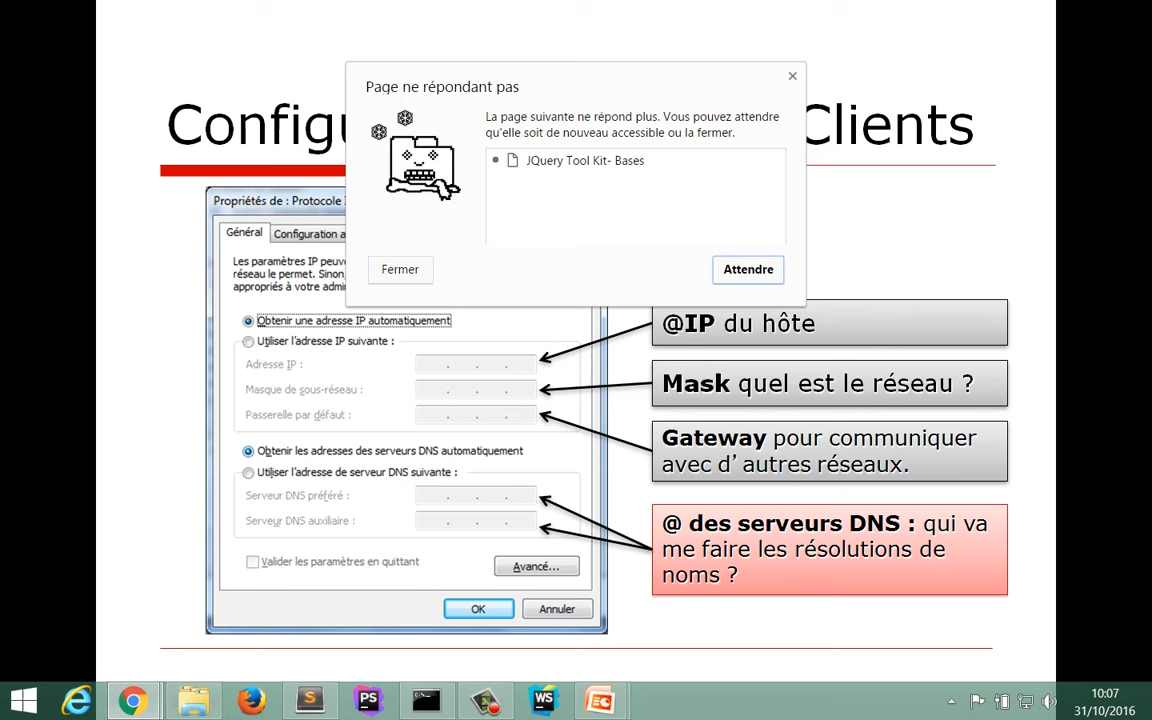 Page ne répondant pas
La page suivante ne répond plus. Vous pouvez attendre
qu'elle soit de nouveau accessible ou la fermer.
JQuery Tool Kit- Bases
Fermer
Attendre
Clients
Propriétés de : Protocole
Général
Configuration
Les paramètres IP
réseau le permet. Sinon,
appropriés à votre
Obtenir une adresse IP automatiquement
Utiliser l'adresse IP suivante :
Adresse IP :
Masque de sous-réseau :
Passerelle par défaut :
Obtenir les adresses des serveurs DNS automatiquement
Utiliser l'adresse de serveur DNS suivante :
Serveur DNS préféré :
Serveur DNS auxiliaire :
Valider les paramètres en quittant
Avancé...
OK
Annuler
@IP du hôte
Mask quel est le réseau ?
Gateway pour communiquer
avec d'autres réseaux.
@ des serveurs DNS : qui va
me faire les résolutions de
noms ?
S
PS
WS
10:07
31/10/2016